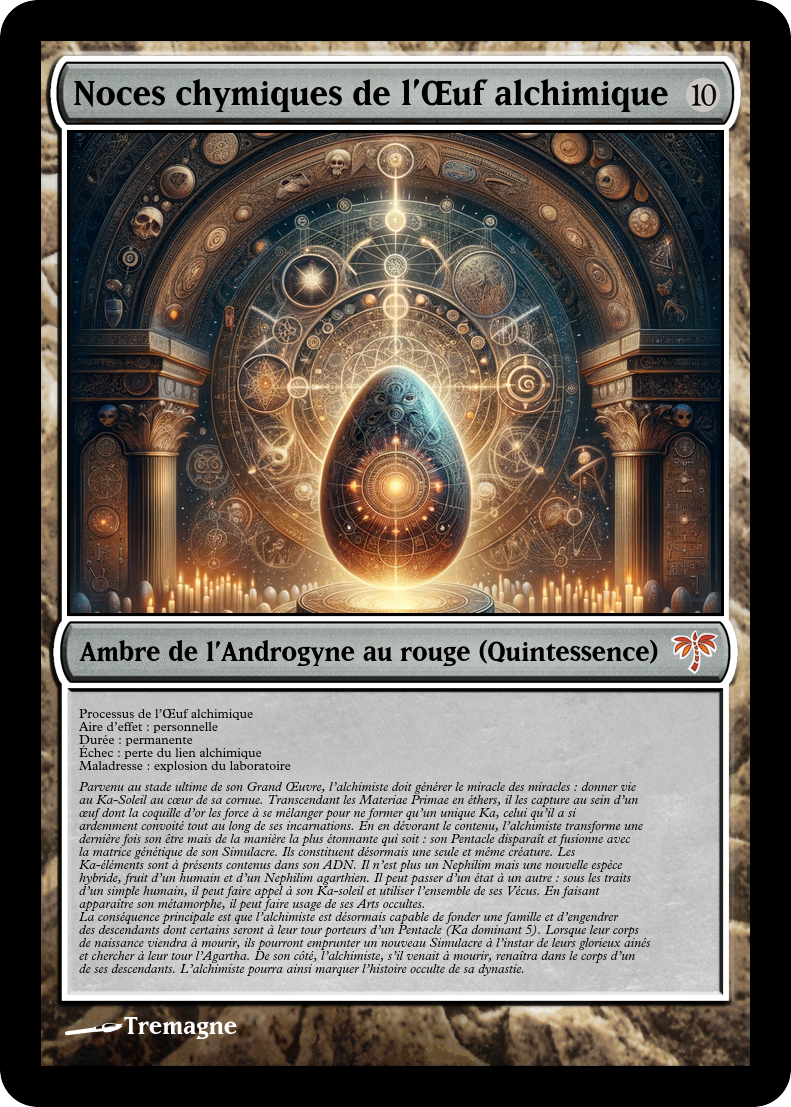 Noces chymiques de l'Œuf alchimique 10
Ambre de l'Androgyne au rouge (Quintessence)
Processus de l'Œuf alchimique
Aire d'effet : personnelle
Durée : permanente
Échec : perte du lien alchimique
Maladresse : explosion du laboratoire
Parvenu au stade ultime de son Grand Œuvre, l'alchimiste doit générer le miracle des miracles : donner vie
au Ka-Soleil au cœur de sa cornue. Transcendant les Materiae Primae en éthers, il les capture au sein d'un
œuf dont la coquille d'or les force à se mélanger pour ne former qu'un unique Ka, celui qu'il a si
ardemment convoité tout au long de ses incarnations. En en dévorant le contenu, l'alchimiste transforme une
dernière fois son être mais de la manière la plus étonnante qui soit : son Pentacle disparaît et fusionne avec
la matrice génétique de son Simulacre. Ils constituent désormais une seule et même créature. Les
Ka-éléments sont à présents contenus dans son ADN. Il n'est plus un Nephilim mais une nouvelle espèce
hybride, fruit d'un humain et d'un Nephilim agarthien. Il peut passer d'un état à un autre : sous les traits
d'un simple humain, il peut faire appel à son Ka-soleil et utiliser l'ensemble de ses Vécus. En faisant
apparaître son métamorphe, il peut faire usage de ses Arts occultes.
La conséquence principale est que l'alchimiste est désormais capable de fonder une famille et d'engendrer
des descendants dont certains seront à leur tour porteurs d'un Pentacle (Ka dominant 5). Lorsque leur corps
de naissance viendra à mourir, ils pourront emprunter un nouveau Simulacre à l'instar de leurs glorieux ainés
et chercher à leur tour l'Agartha. De son côté, l'alchimiste, s'il venait à mourir, renaîtra dans le corps d'un
de ses descendants. L'alchimiste pourra ainsi marquer l'histoire occulte de sa dynastie.
Tremagne